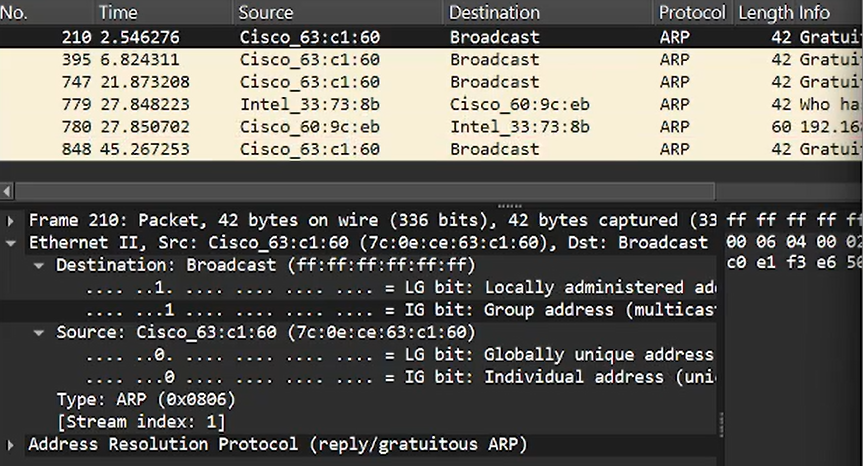 No. Time Source Destination Protocol Length Info
210 2.546276 Cisco_63:c1:60 Broadcast ARP 42 Gratui
395 6.824311 Cisco_63:c1:60 Broadcast ARP 42 Gratui
747 21.873208 Cisco_63:c1:60 Broadcast ARP 42 Gratui
779 27.848223 Intel_33:73:8b Cisco_60:9c:eb ARP 42 Who ha
780 27.850702 Cisco_60:9c:eb Intel_33:73:8b ARP 60 192.16
848 45.267253 Cisco_63:c1:60 Broadcast ARP 42 Gratui
Frame 210: Packet, 42 bytes on wire (336 bits), 42 bytes captured (33 ff ff ff ff ff
Ethernet II, Src: Cisco_63:c1:60 (7c:0e:ce:63:c1:60), Dst: Broadcast 00 06 04 00 02
Destination: Broadcast (ff:ff:ff:ff:ff:ff) c0 e1 f3 e6 50
.... ..1. .... .... .... .... = LG bit: Locally administered add
.... ...1 .... .... .... .... = IG bit: Group address (multicas
Source: Cisco_63:c1:60 (7c:0e:ce:63:c1:60)
.... ..0. .... .... .... .... = LG bit: Globally unique address
.... ...0 .... .... .... .... = IG bit: Individual address (uni
Type: ARP (0x0806)
[Stream index: 1]
Address Resolution Protocol (reply/gratuitous ARP)